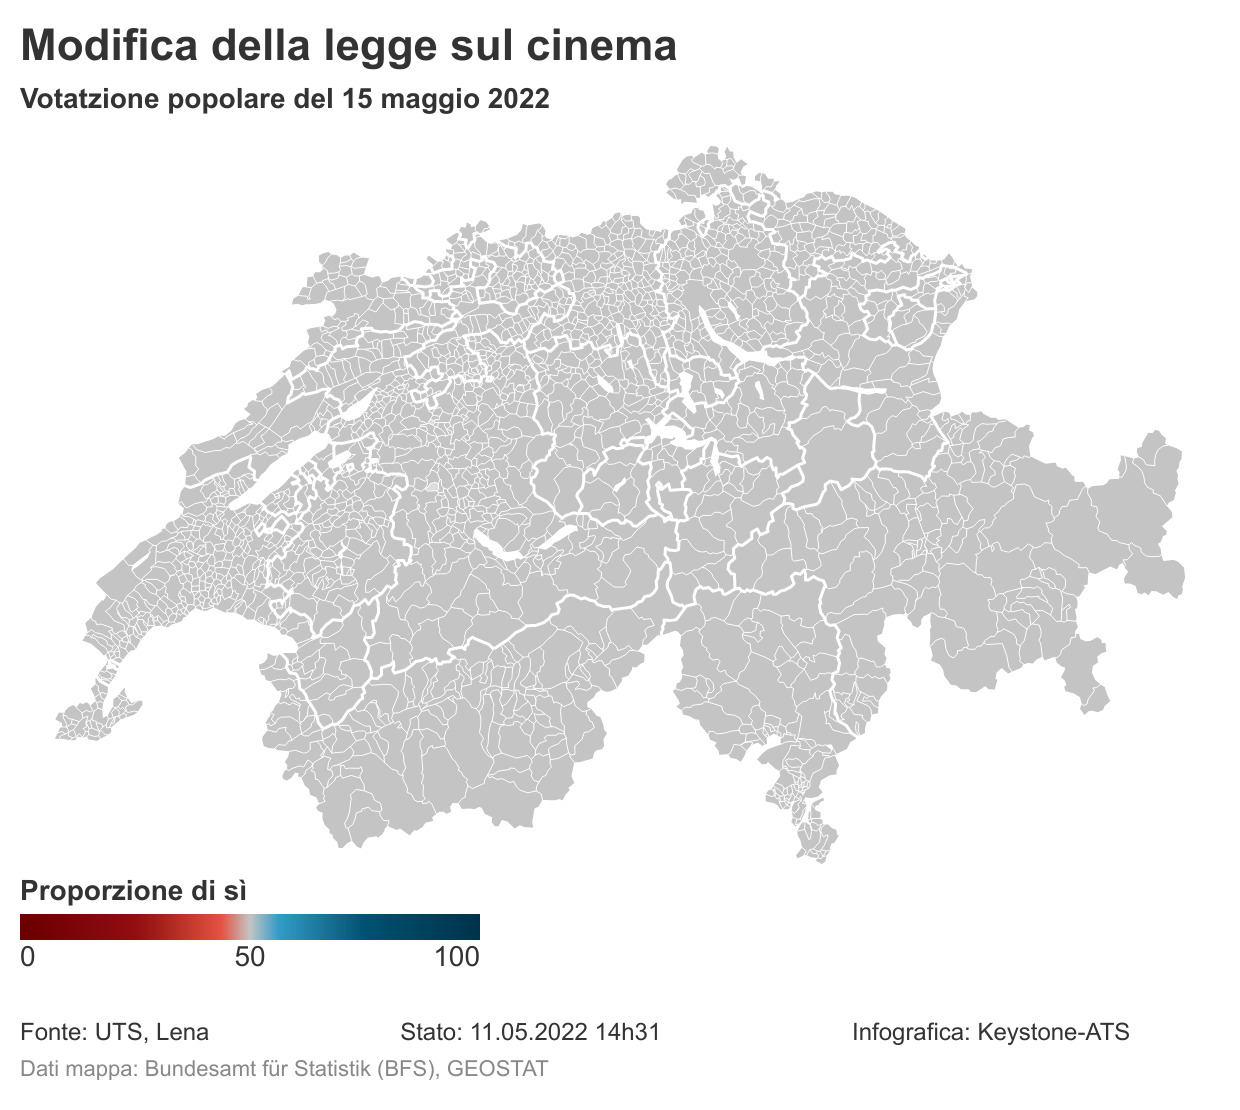 Modifica della legge sul cinema
Votatzione popolare del 15 maggio 2022
Proporzione di sì
0 50 100
Fonte: UTS, Lena Stato: 11.05.2022 14h31 Infografica: Keystone-ATS
Dati mappa: Bundesamt für Statistik (BFS), GEOSTAT